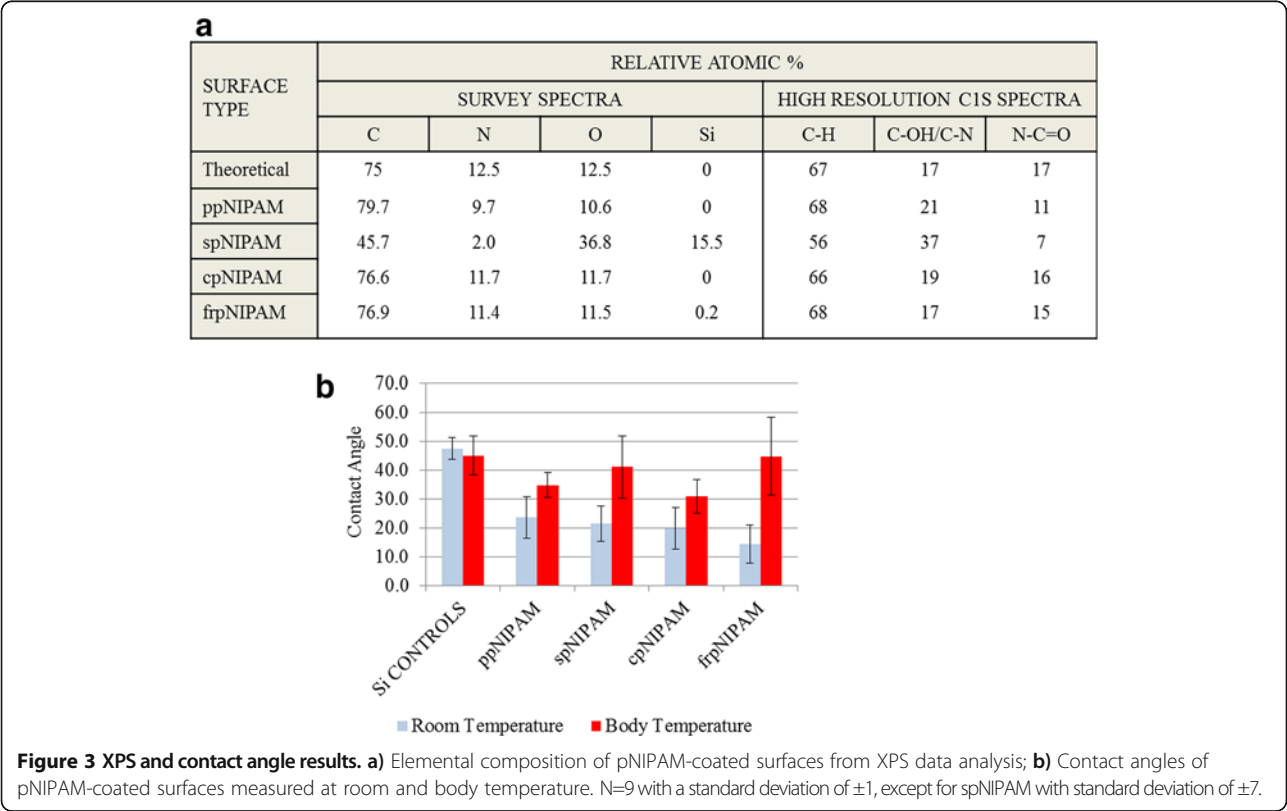 a
RELATIVE ATOMIC %
SURFACE TYPE
SURVEY SPECTRA HIGH RESOLUTION C1S SPECTRA
C N O Si C-H C-OH/C-N N-C=O
Theoretical 75 12.5 12.5 0 67 17 17
ppNIPAM 79.7 9.7 10.6 0 68 21 11
spNIPAM 45.7 2.0 36.8 15.5 56 37 7
cpNIPAM 76.6 11.7 11.7 0 66 19 16
frpNIPAM 76.9 11.4 11.5 0.2 68 17 15
b
Contact Angle
70.0
60.0
50.0
40.0
30.0
20.0
10.0
0.0
Si CONTROLS ppNIPAM spNIPAM cpNIPAM frpNIPAM
Room Temperature Body Temperature
Figure 3 XPS and contact angle results. a) Elemental composition of pNIPAM-coated surfaces from XPS data analysis; b) Contact angles of
pNIPAM-coated surfaces measured at room and body temperature. N=9 with a standard deviation of ±1, except for spNIPAM with standard deviation of ±7.